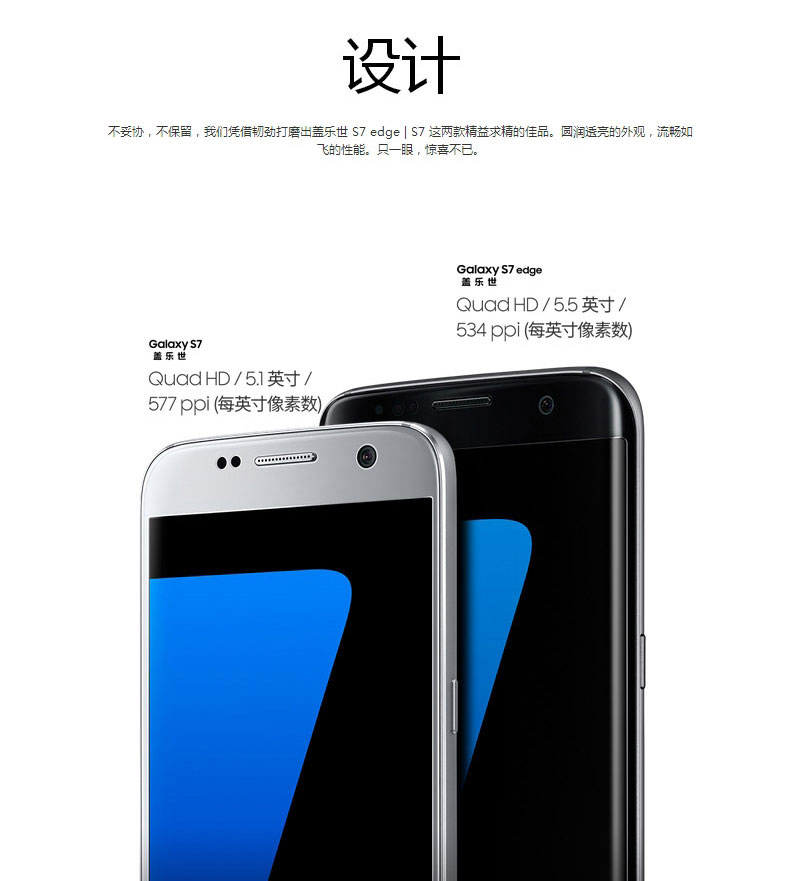 设计
不妥协，不保留，我们凭借韧劲打磨出盖乐世 S7 edge | S7 这两款精益求精的佳品。圆润透亮的外观，流畅如
飞的性能。只一眼，惊喜不已。
Galaxy S7 edge
盖乐世
Quad HD / 5.5 英寸 /
534 ppi (每英寸像素数)
Galaxy S7
盖乐世
Quad HD / 5.1 英寸 /
577 ppi (每英寸像素数)